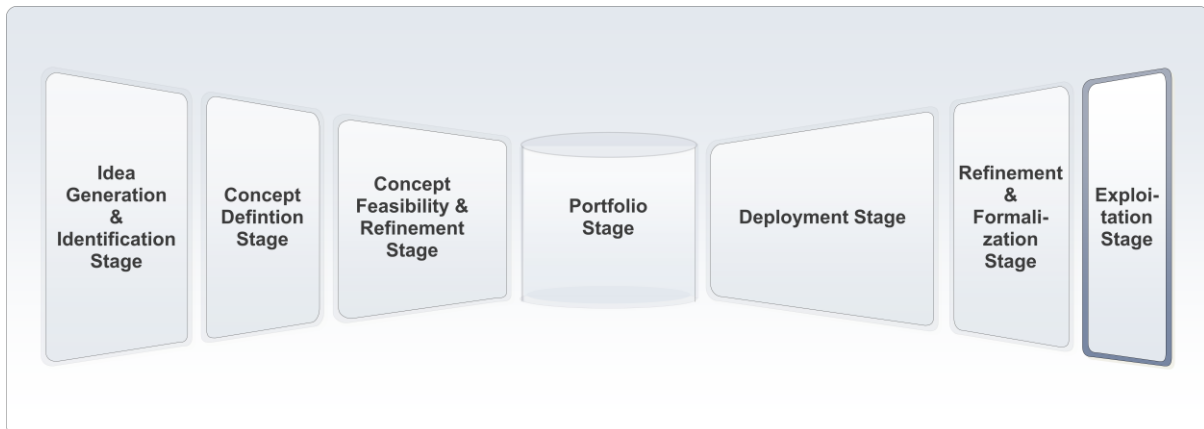 Idea
Generation
&
Identification
Stage
Concept
Defintion
Stage
Concept
Feasibility &
Refinement
Stage
Portfolio
Stage
Deployment Stage
Refinement
&
Formali-
zation
Stage
Exploi-
tation
Stage